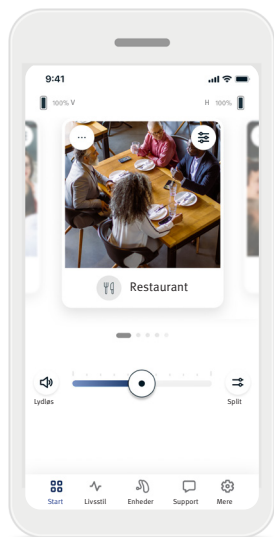 9:41
100% V
H 100%
Restaurant
Lydløs
Split
Start Livsstil Enheder Support Mere